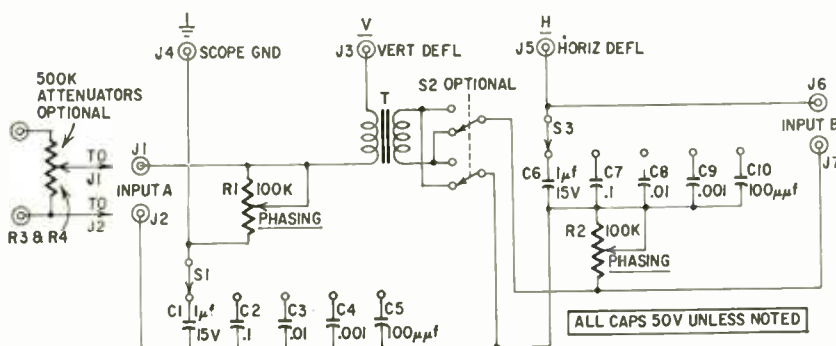 V
H
J4 SCOPE GND
J3 VERT DEFL
J5 HORIZ DEFL
J6
500K
ATTENUATORS
OPTIONAL
S2 OPTIONAL
T
S3
INPUT B
J7
TO
J1
J1
INPUT A
TO
J2
J2
R3 & R4
R1
100K
PHASING
C6
1μf
15V
C7
.1
C8
.01
C9
.001
C10
100μμf
R2
100K
PHASING
S1
C1
1μf
15V
C2
.1
C3
.01
C4
.001
C5
100μμf
ALL CAPS 50V UNLESS NOTED